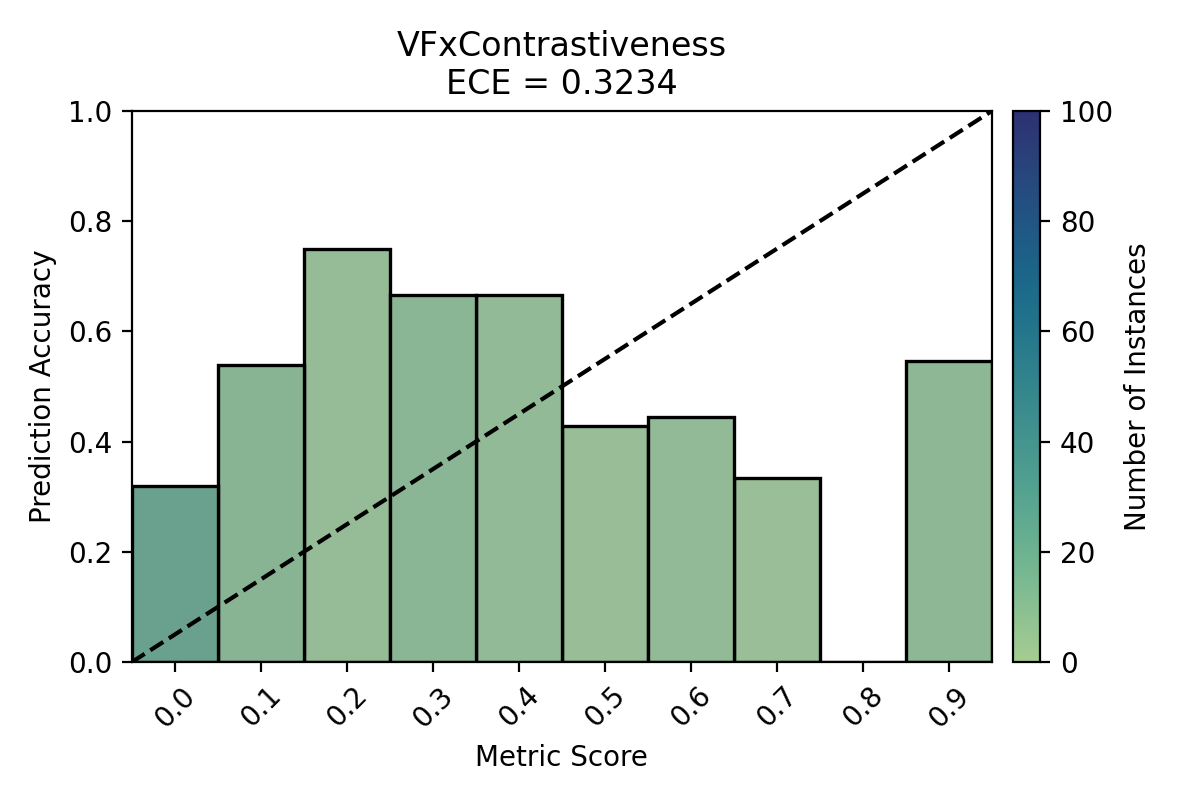 VFxContrastiveness
ECE = 0.3234
1.0
0.8
0.6
0.4
0.2
0.0
Prediction Accuracy
0.0 0.1 0.2 0.3 0.4 0.5 0.6 0.7 0.8 0.9
Metric Score
100
80
60
40
20
0
Number of Instances